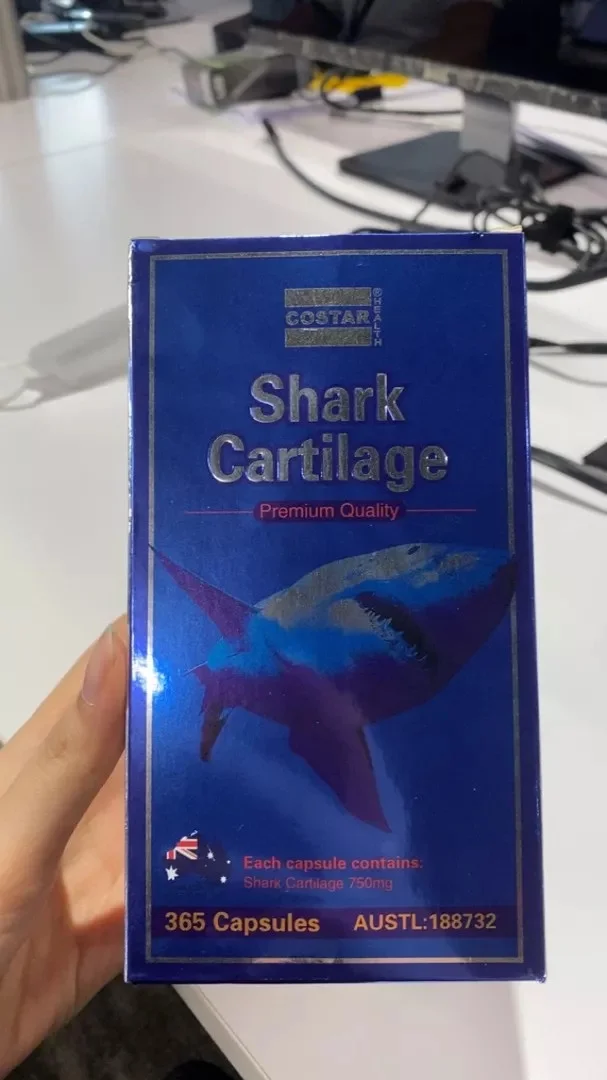 COSTAR
® HEALTH
Shark
Cartilage
Premium Quality
Each capsule contains:
Shark Cartilage 750mg
365 Capsules AUSTL:188732